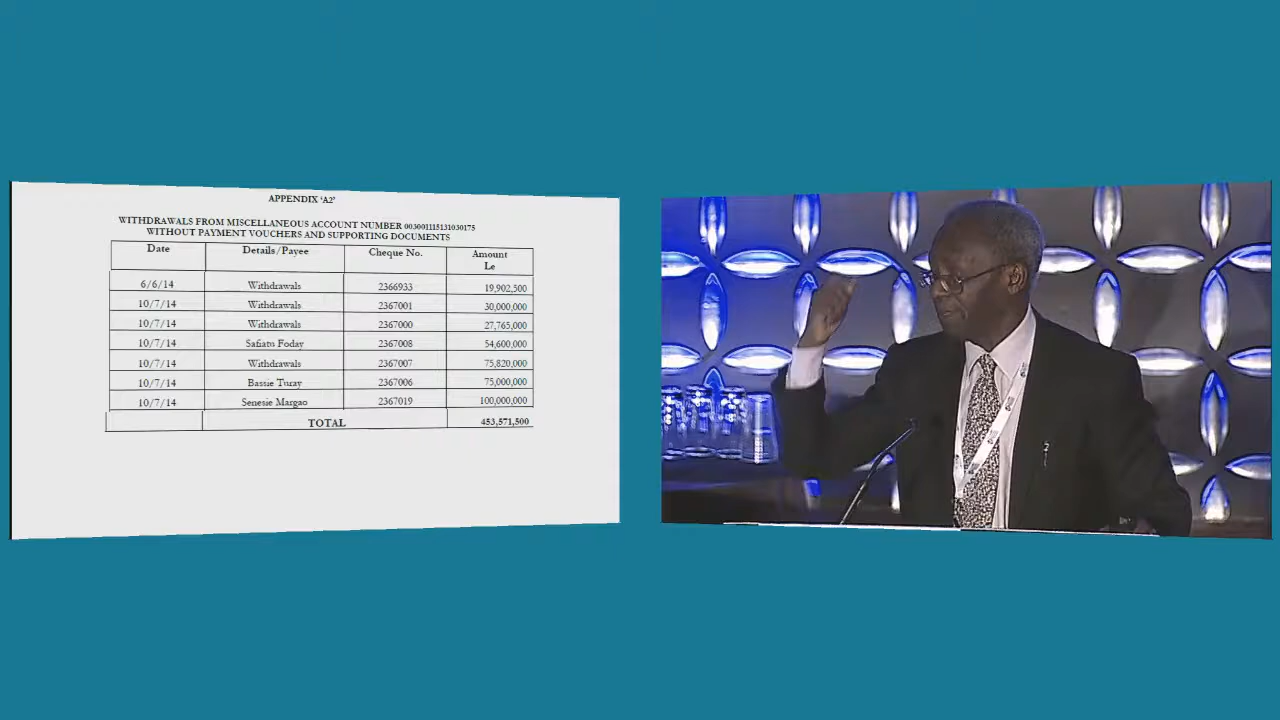 APPENDIX 'A2'
WITHDRAWALS FROM MISCELLANEOUS ACCOUNT NUMBER 003001115131030175
WITHOUT PAYMENT VOUCHERS AND SUPPORTING DOCUMENTS
Date Details/Payee Cheque No. Amount
Le
6/6/14 Withdrawals 2366933 19,902,500
10/7/14 Withdrawals 2367001 30,000,000
10/7/14 Withdrawals 2367000 27,765,000
10/7/14 Safiatu Foday 2367008 54,600,000
10/7/14 Withdrawals 2367007 75,820,000
10/7/14 Bassie Turay 2367006 75,000,000
10/7/14 Senesie Margao 2367019 100,000,000
TOTAL 453,571,500